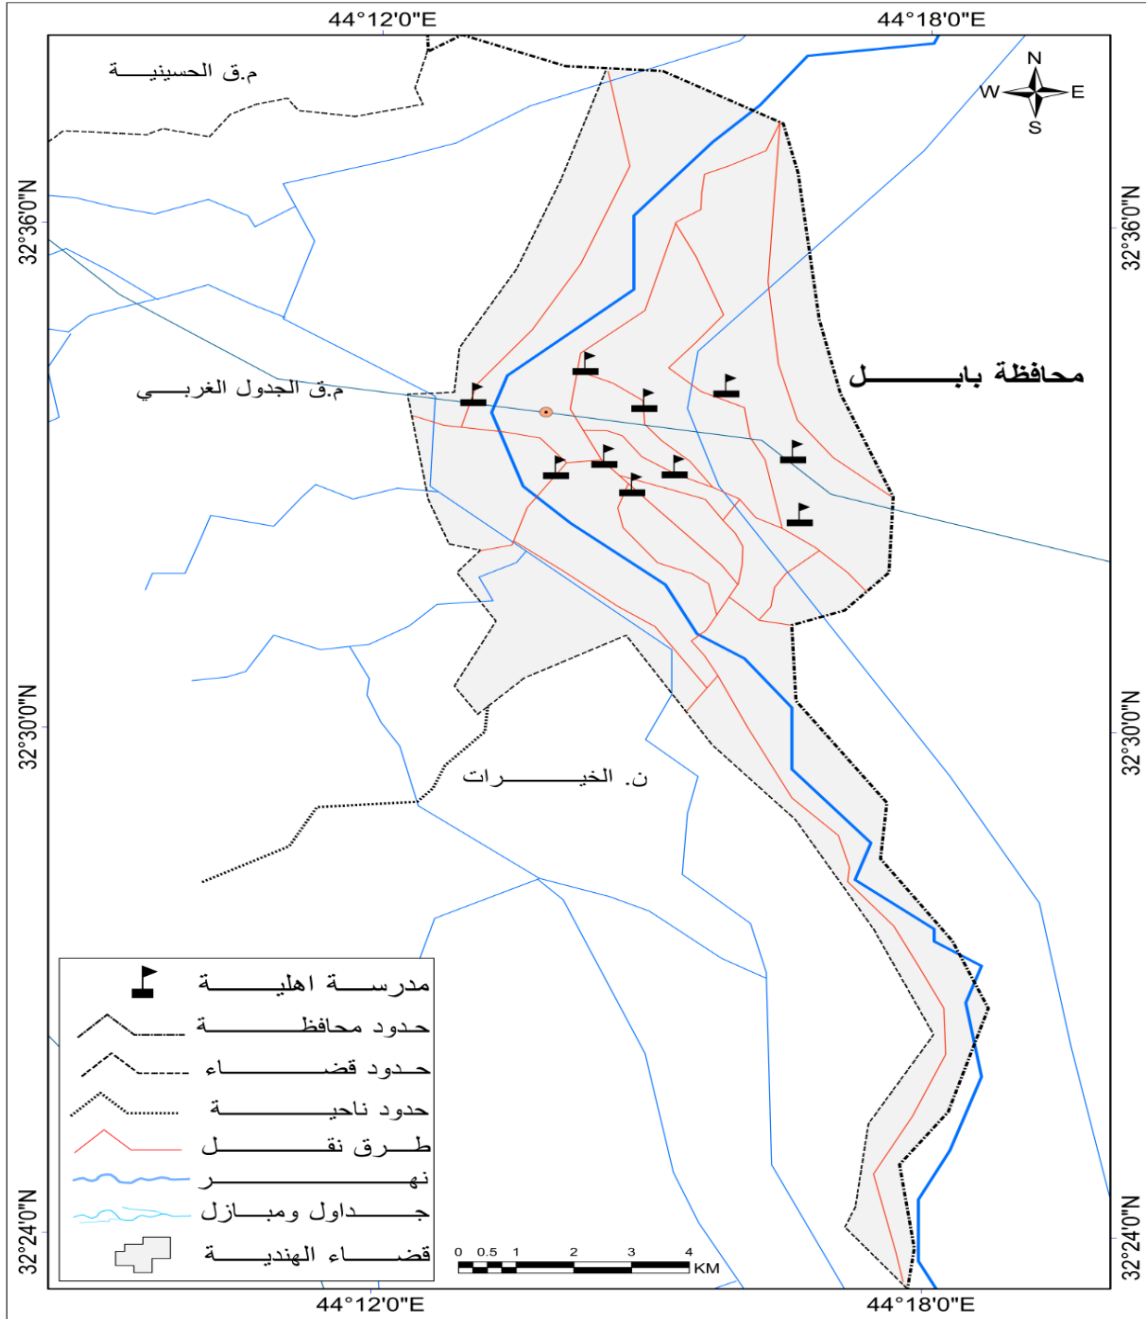 44°12'0"E
44°18'0"E
م.ق الحسينية
N
W E
S
32°36'0"N
32°36'0"N
م.ق الجدول الغربي
محافظة بابل
32°30'0"N
32°30'0"N
ن. الخيرات
مدرسة اهلية
حدود محافظة
حدود قضاء
حدود ناحية
طرق نقل
نهر
جداول ومبازل
قضاء الهندية
32°24'0"N
32°24'0"N
0 0.5 1 2 3 4
KM
44°12'0"E
44°18'0"E